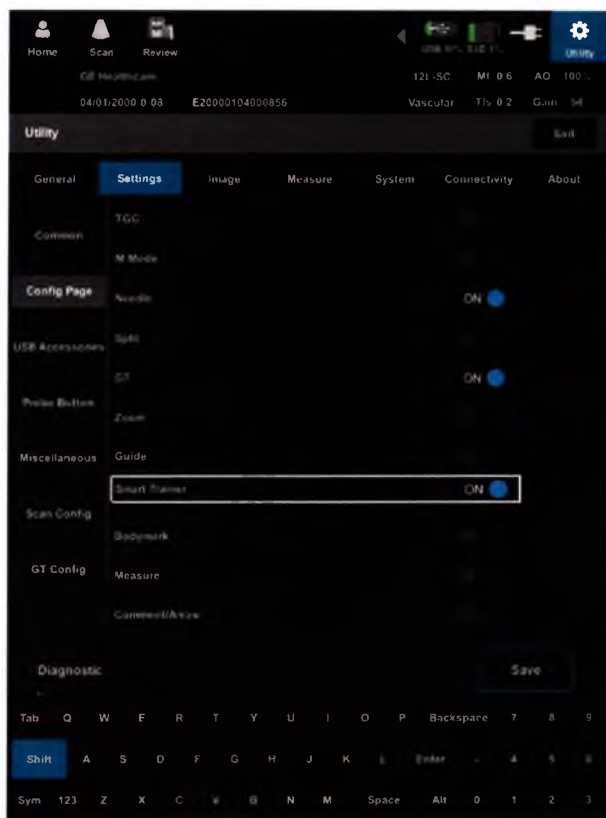 Home Scan Review Utility
GE Healthcare 12L-SC MI 0.6 AO 100%
04/01/2000 0:08 E20000104000856 Vascular TIs 0.2 Gain 54
Utility Exit
General Settings Image Measure System Connectivity About
TGC
Common
M Mode
Config Page
Needle ON
Split
USB Accessories
GT ON
Probe Button
Zoom
Miscellaneous Guide
Smart Trainer ON
Scan Config
Bodymark
GT Config
Measure
Comment/Arrow
Diagnostic Save
Tab Q W E R T Y U I O P Backspace 7 8 9
Shift A S D F G H J K L Enter - 4 5 6
Sym 123 Z X C V B N M Space Alt 0 1 2 3